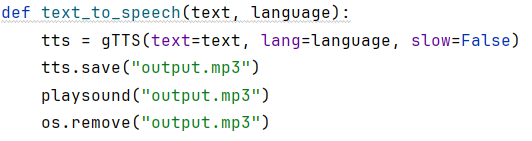 def text_to_speech(text, language):
    tts = gTTS(text=text, lang=language, slow=False)
    tts.save("output.mp3")
    playsound("output.mp3")
    os.remove("output.mp3")